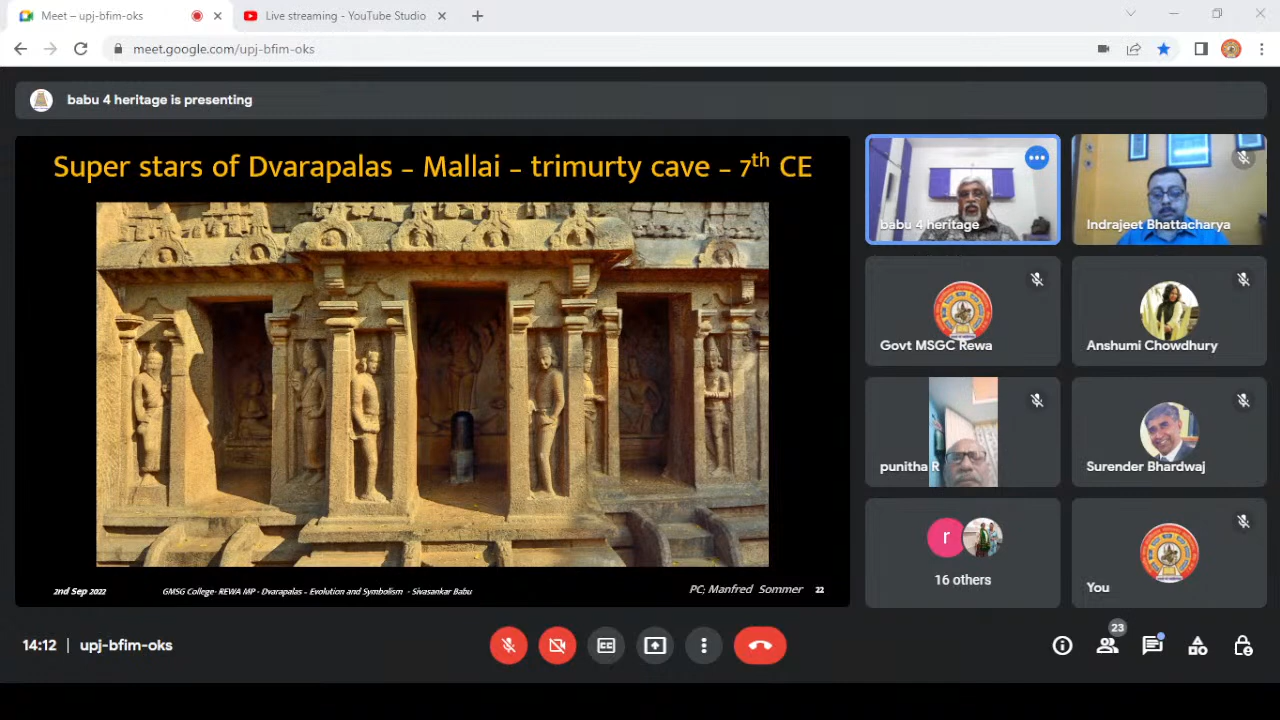 Meet – upj-bfim-oks
Live streaming - YouTube Studio
meet.google.com/upj-bfim-oks
babu 4 heritage is presenting
Super stars of Dvarapalas – Mallai – trimurty cave – 7th CE
2nd Sep 2022
GMSG College- REWA MP - Dvarapalas – Evolution and Symbolism - Sivasankar Babu
PC; Manfred Sommer
22
babu 4 heritage
Indrajeet Bhattacharya
Govt MSGC Rewa
Anshumi Chowdhury
punitha R
Surender Bhardwaj
r
16 others
You
14:12 | upj-bfim-oks
23